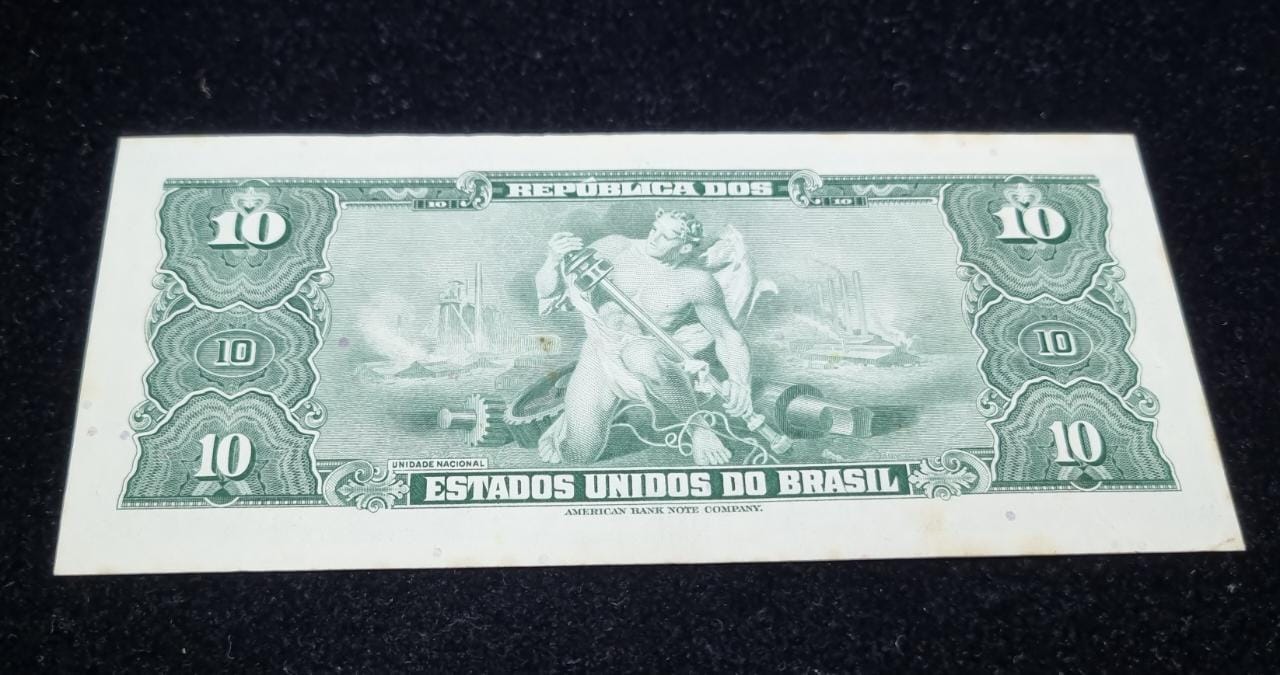 REPÚBLICA DOS
10 10
10 10
10 10
10 10
UNIDADE NACIONAL
ESTADOS UNIDOS DO BRASIL
AMERICAN BANK NOTE COMPANY.